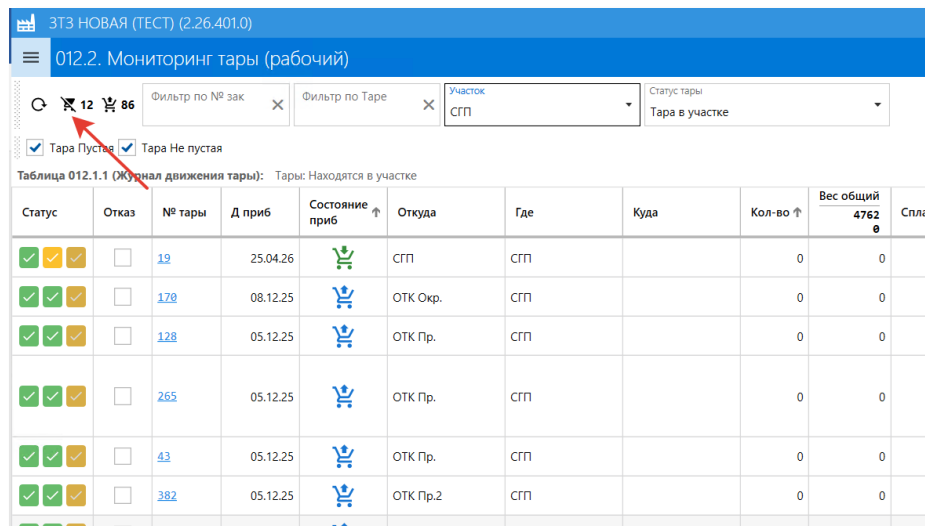 ЗТЗ НОВАЯ (ТЕСТ) (2.26.401.0)
012.2. Мониторинг тары (рабочий)
12 86 Фильтр по № зак Фильтр по Таре Участок СГП Статус тары Тара в участке
Тара Пустая Тара Не пустая
Таблица 012.1.1 (Журнал движения тары): Тары: Находятся в участке
Статус Отказ № тары Д приб Состояние приб Откуда Где Куда Кол-во Вес общий 47620 Спла
19 25.04.26 СГП СГП 0 0
170 08.12.25 ОТК Окр. СГП 0 0
128 05.12.25 ОТК Пр. СГП 0 0
265 05.12.25 ОТК Пр. СГП 0 0
43 05.12.25 ОТК Пр. СГП 0 0
382 05.12.25 ОТК Пр.2 СГП 0 0